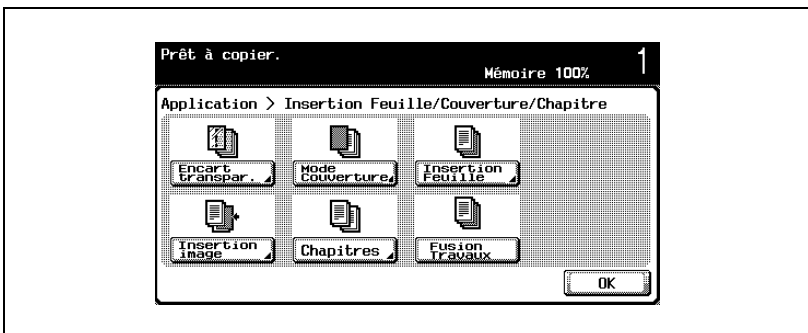 Prêt à copier.
Mémoire 100%
1
Application > Insertion Feuille/Couverture/Chapitre
Encart
transpar.
Mode
Couverture
Insertion
Feuille
Insertion
image
Chapitres
Fusion
Travaux
OK